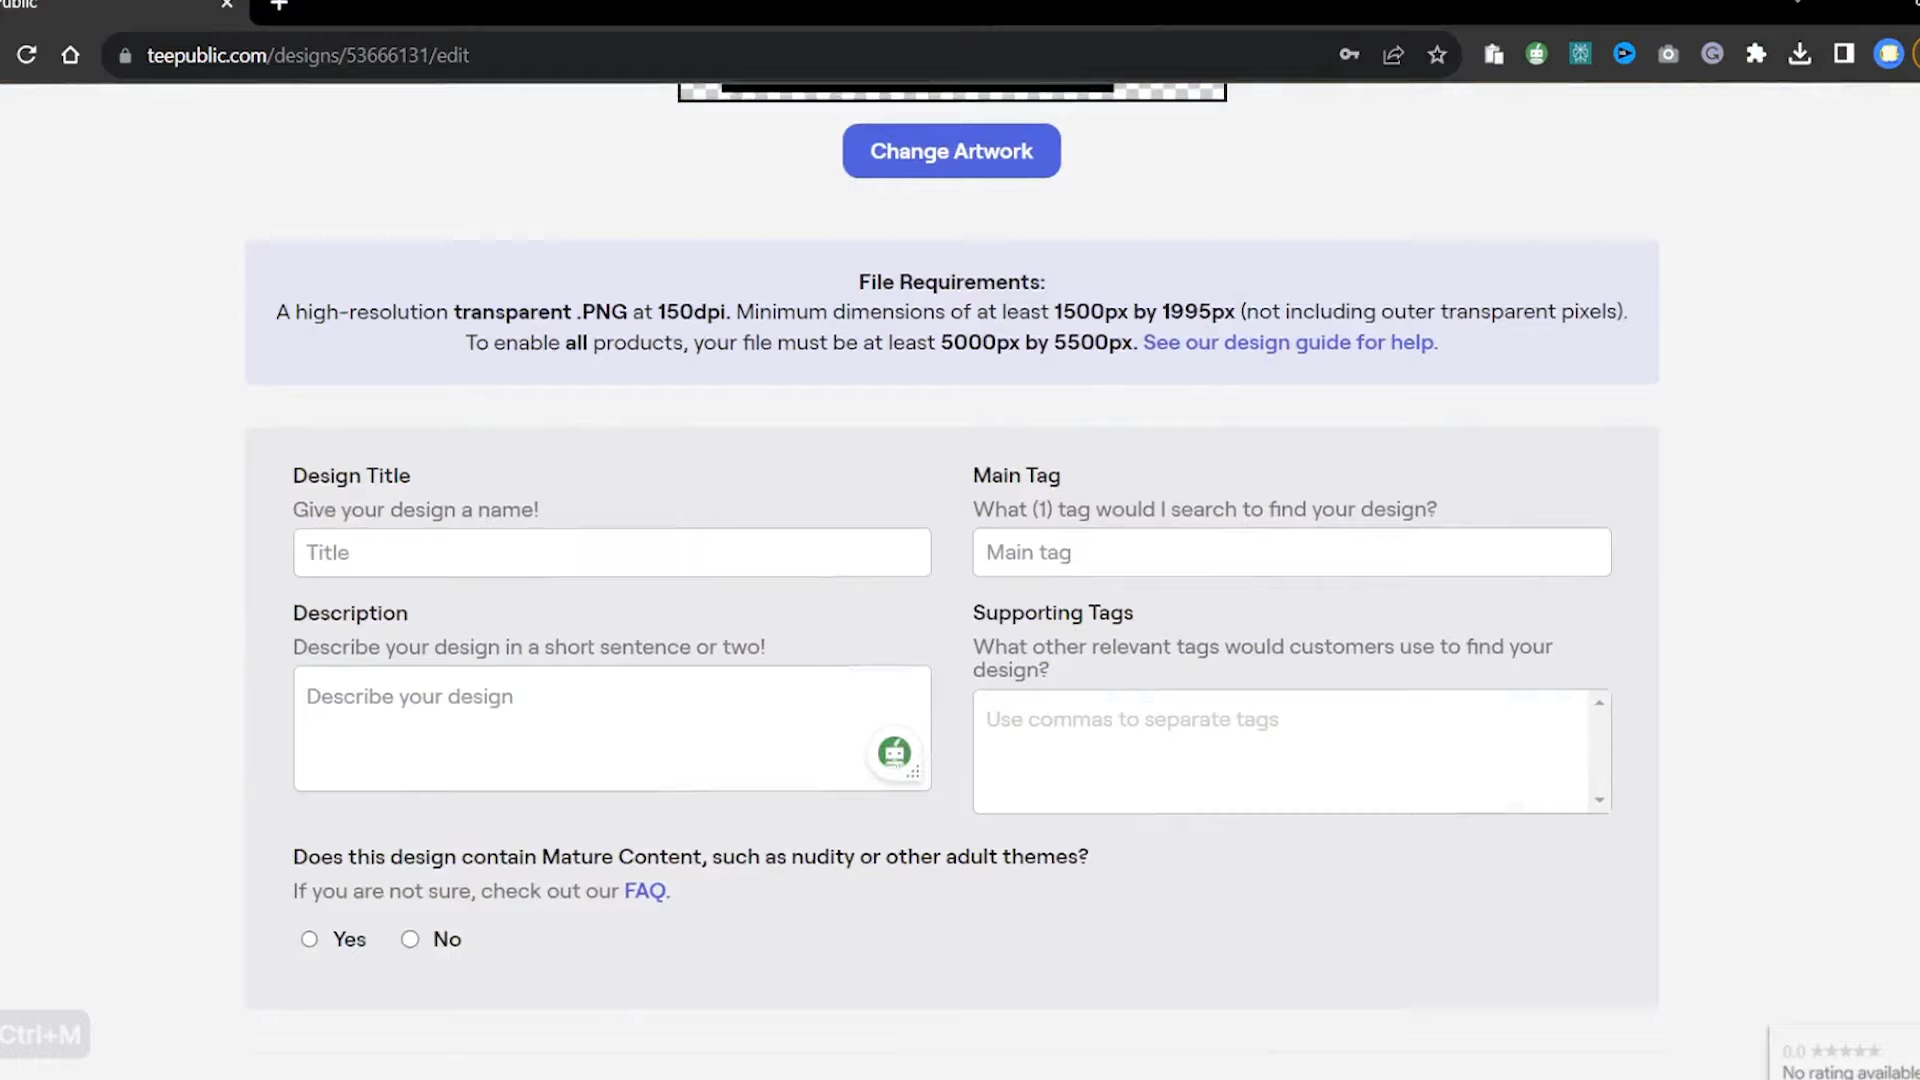 teepublic.com/designs/53666131/edit
Change Artwork
File Requirements:
A high-resolution transparent .PNG at 150dpi. Minimum dimensions of at least 1500px by 1995px (not including outer transparent pixels).
To enable all products, your file must be at least 5000px by 5500px. See our design guide for help.
Design Title
Give your design a name!
Title
Main Tag
What (1) tag would I search to find your design?
Main tag
Description
Describe your design in a short sentence or two!
Describe your design
Supporting Tags
What other relevant tags would customers use to find your
design?
Use commas to separate tags
Does this design contain Mature Content, such as nudity or other adult themes?
If you are not sure, check out our FAQ.
Yes No
Ctrl+M
0.0
No rating available